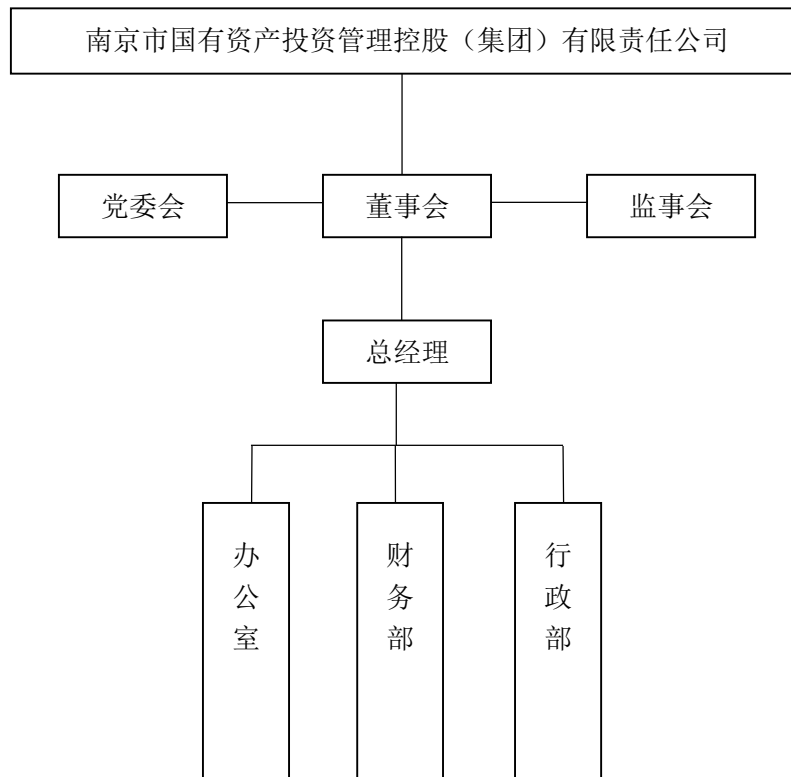 南京市国有资产投资管理控股（集团）有限责任公司
党委会
董事会
监事会
总经理
办公室
财务部
行政部